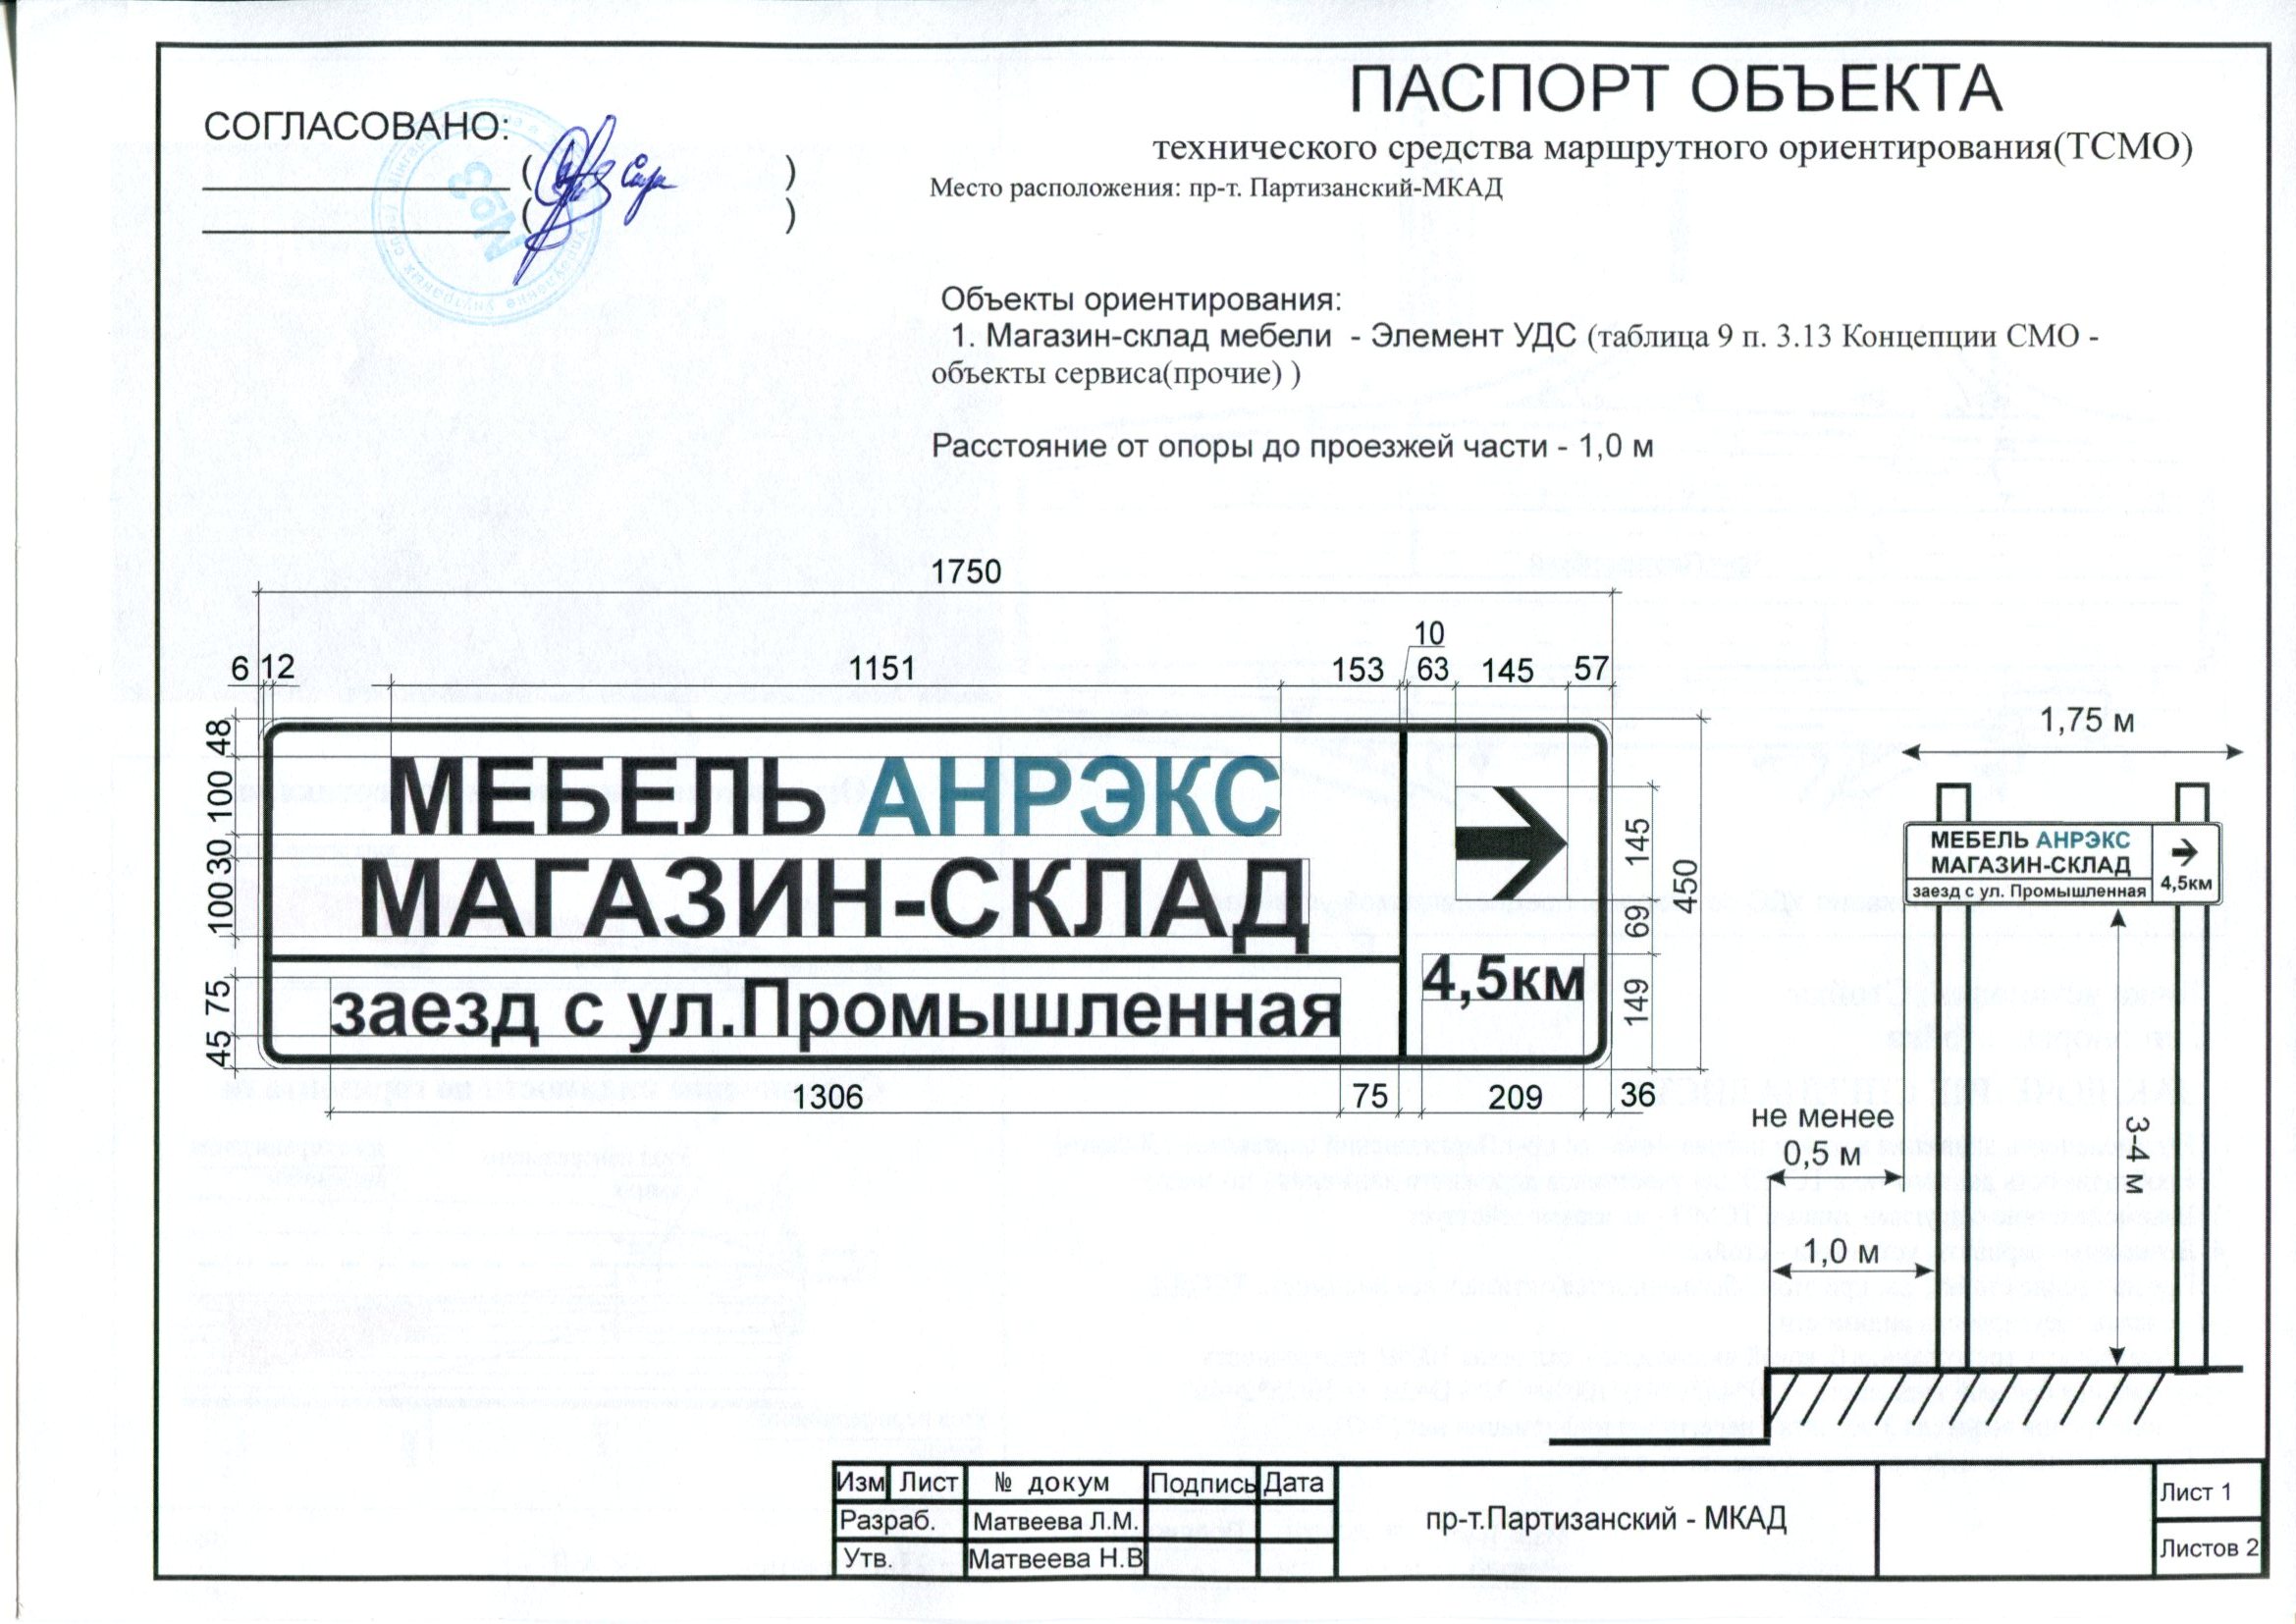 ПАСПОРТ ОБЪЕКТА
технического средства маршрутного ориентирования(ТСМО)
СОГЛАСОВАНО:
( )
( )
№3
Место расположения: пр-т. Партизанский-МКАД
Объекты ориентирования:
1. Магазин-склад мебели - Элемент УДС (таблица 9 п. 3.13 Концепции СМО -
объекты сервиса(прочие) )
Расстояние от опоры до проезжей части - 1,0 м
1750
10
6 12 1151 153 63 145 57
48
100
30
100
75
45
МЕБЕЛЬ АНРЭКС
МАГАЗИН-СКЛАД
заезд с ул.Промышленная
4,5км
145
69
149
450
1306 75 209 36
1,75 м
МЕБЕЛЬ АНРЭКС
МАГАЗИН-СКЛАД
заезд с ул. Промышленная
4,5км
не менее
0,5 м
1,0 м
3-4 м
Изм Лист № докум Подпись Дата
Разраб. Матвеева Л.М.
Утв. Матвеева Н.В
пр-т.Партизанский - МКАД
Лист 1
Листов 2